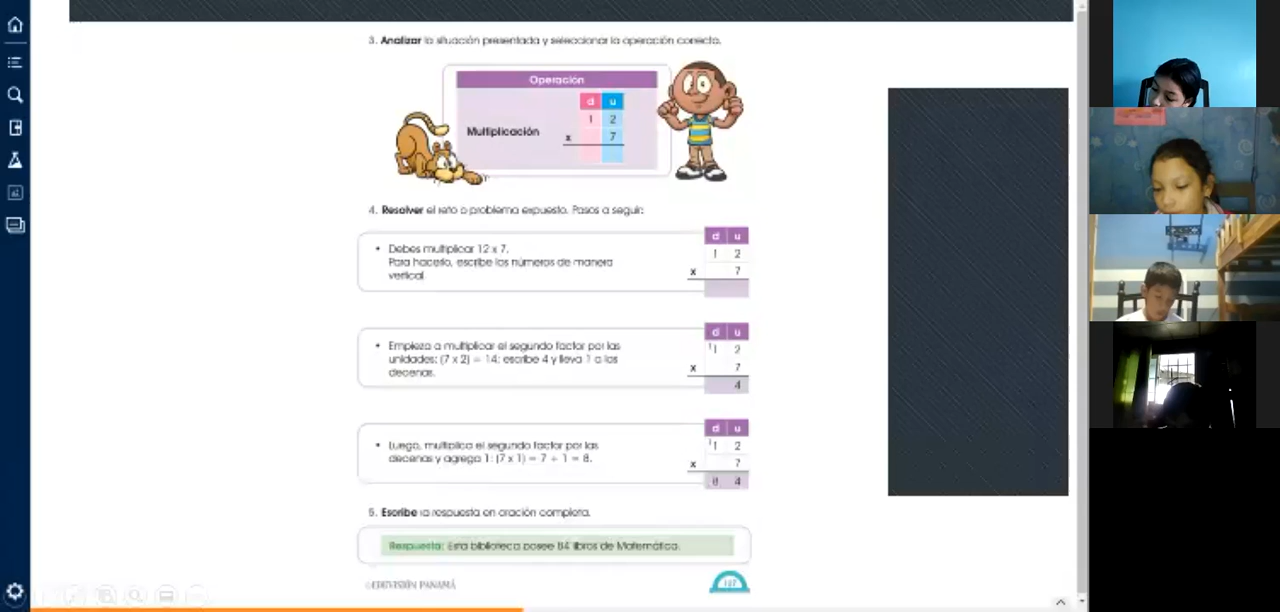 3. Analizar la situación presentada y seleccionar la operación correcta.
Operación
d u
1 2
Multiplicación
x 7
4. Resolver el reto o problema expuesto. Pasos a seguir:
• Debes multiplicar 12 x 7.
Para hacerlo, escribe los números de manera
vertical.
d u
1 2
x 7
• Empieza a multiplicar el segundo factor por las
unidades: (7 x 2) = 14; escribe 4 y lleva 1 a las
decenas.
d u
1 1 2
x 7
4
• Luego, multiplica el segundo factor por las
decenas y agrega 1: (7 x 1) = 7 + 1 = 8.
d u
1 1 2
x 7
8 4
5. Escribe la respuesta en oración completa.
Respuesta: Esta biblioteca posee 84 libros de Matemática.
©EDUVISIÓN PANAMÁ